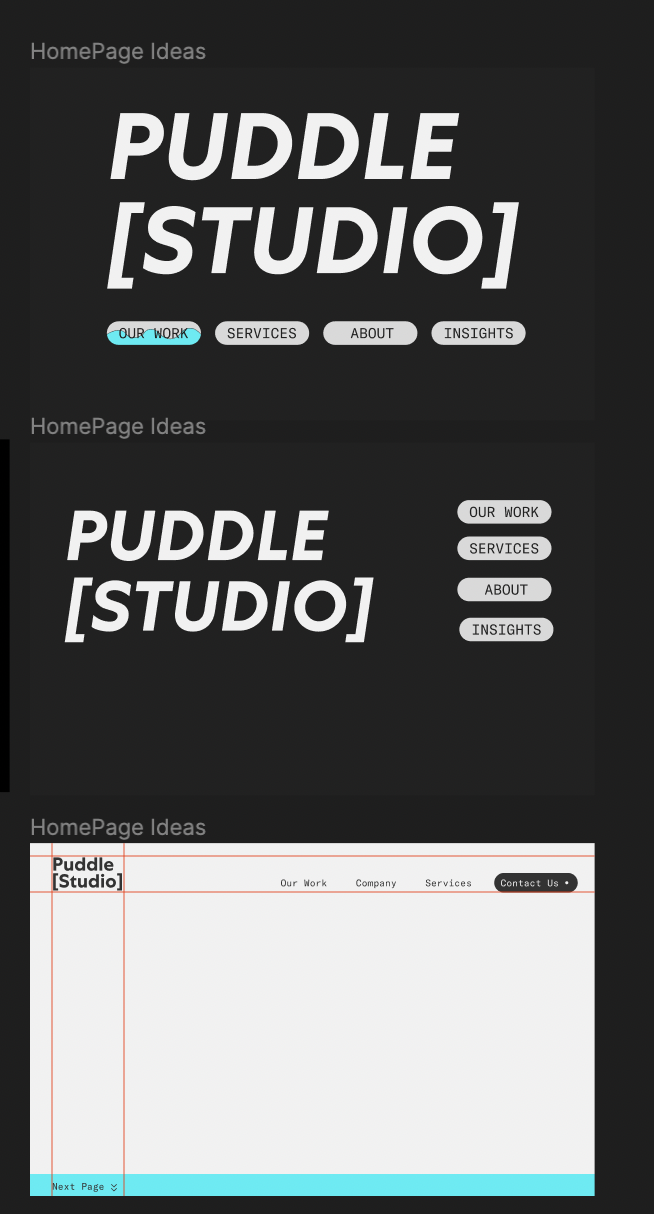 HomePage Ideas
PUDDLE
[STUDIO]
OUR WORK SERVICES ABOUT INSIGHTS
HomePage Ideas
PUDDLE
[STUDIO]
OUR WORK
SERVICES
ABOUT
INSIGHTS
HomePage Ideas
Puddle
[Studio]
Our Work Company Services Contact Us •
Next Page